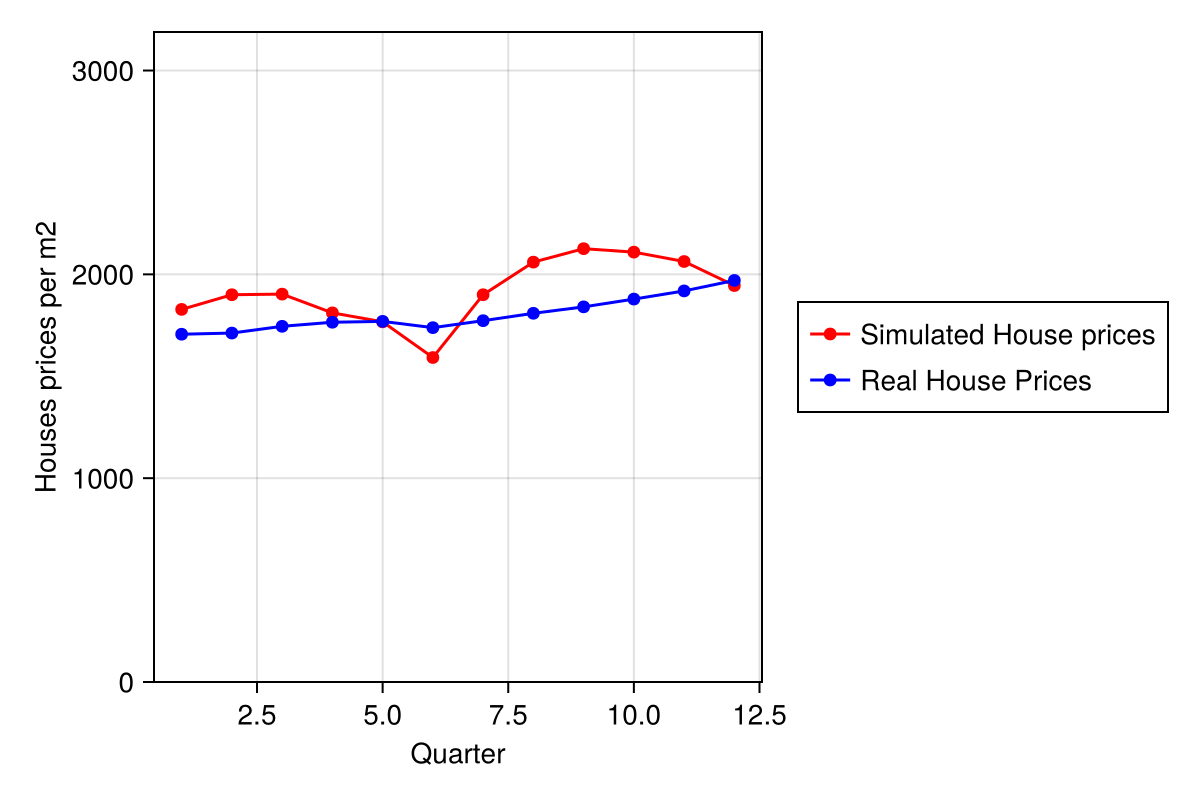 3000
2000
1000
0
Houses prices per m2
2.5 5.0 7.5 10.0 12.5
Quarter
Simulated House prices
Real House Prices